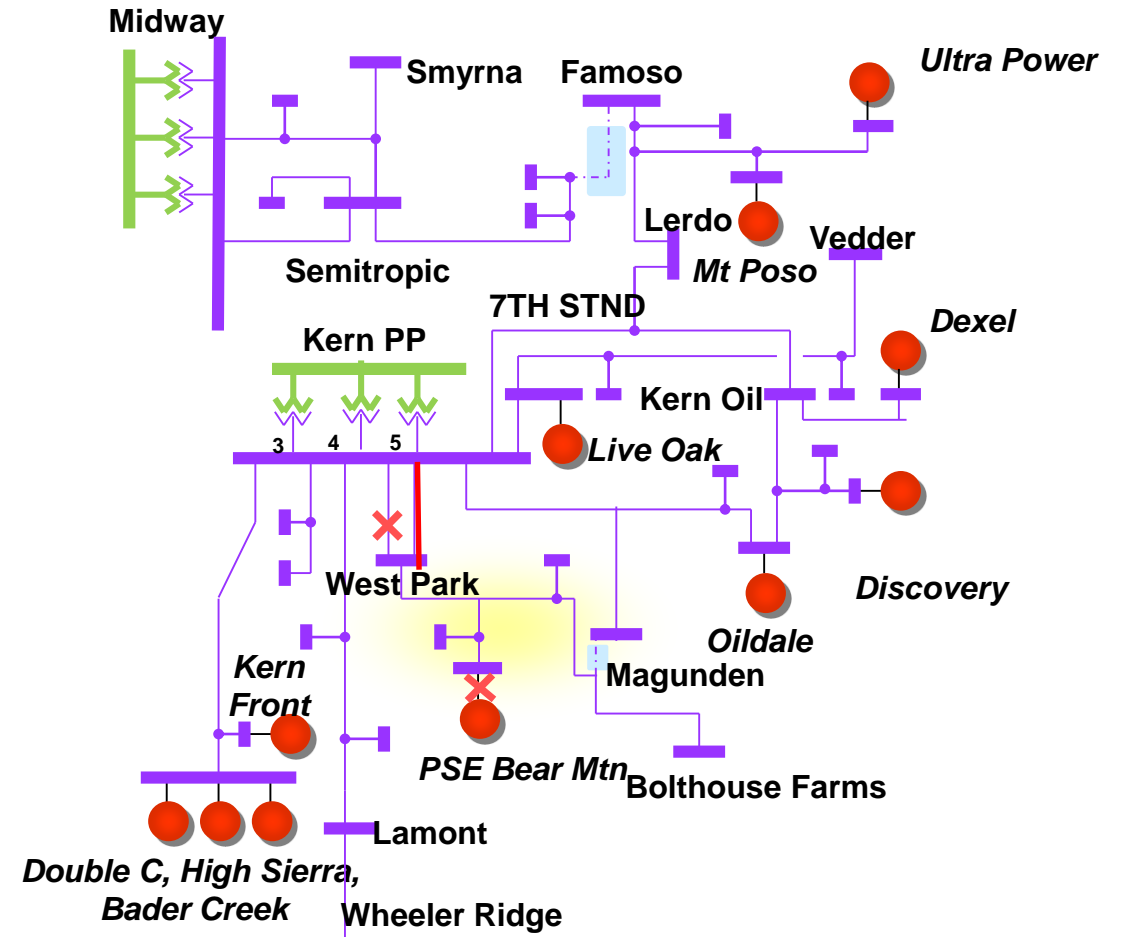 Midway
Ultra Power
Smyrna
Famoso
Lerdo
Vedder
Semitropic
Mt Poso
7TH STND
Dexel
Kern PP
Kern Oil
3
4
5
Live Oak
West Park
Discovery
Oildale
Kern
Front
Magunden
PSE Bear Mtn
Bolthouse Farms
Lamont
Double C, High Sierra,
Bader Creek
Wheeler Ridge